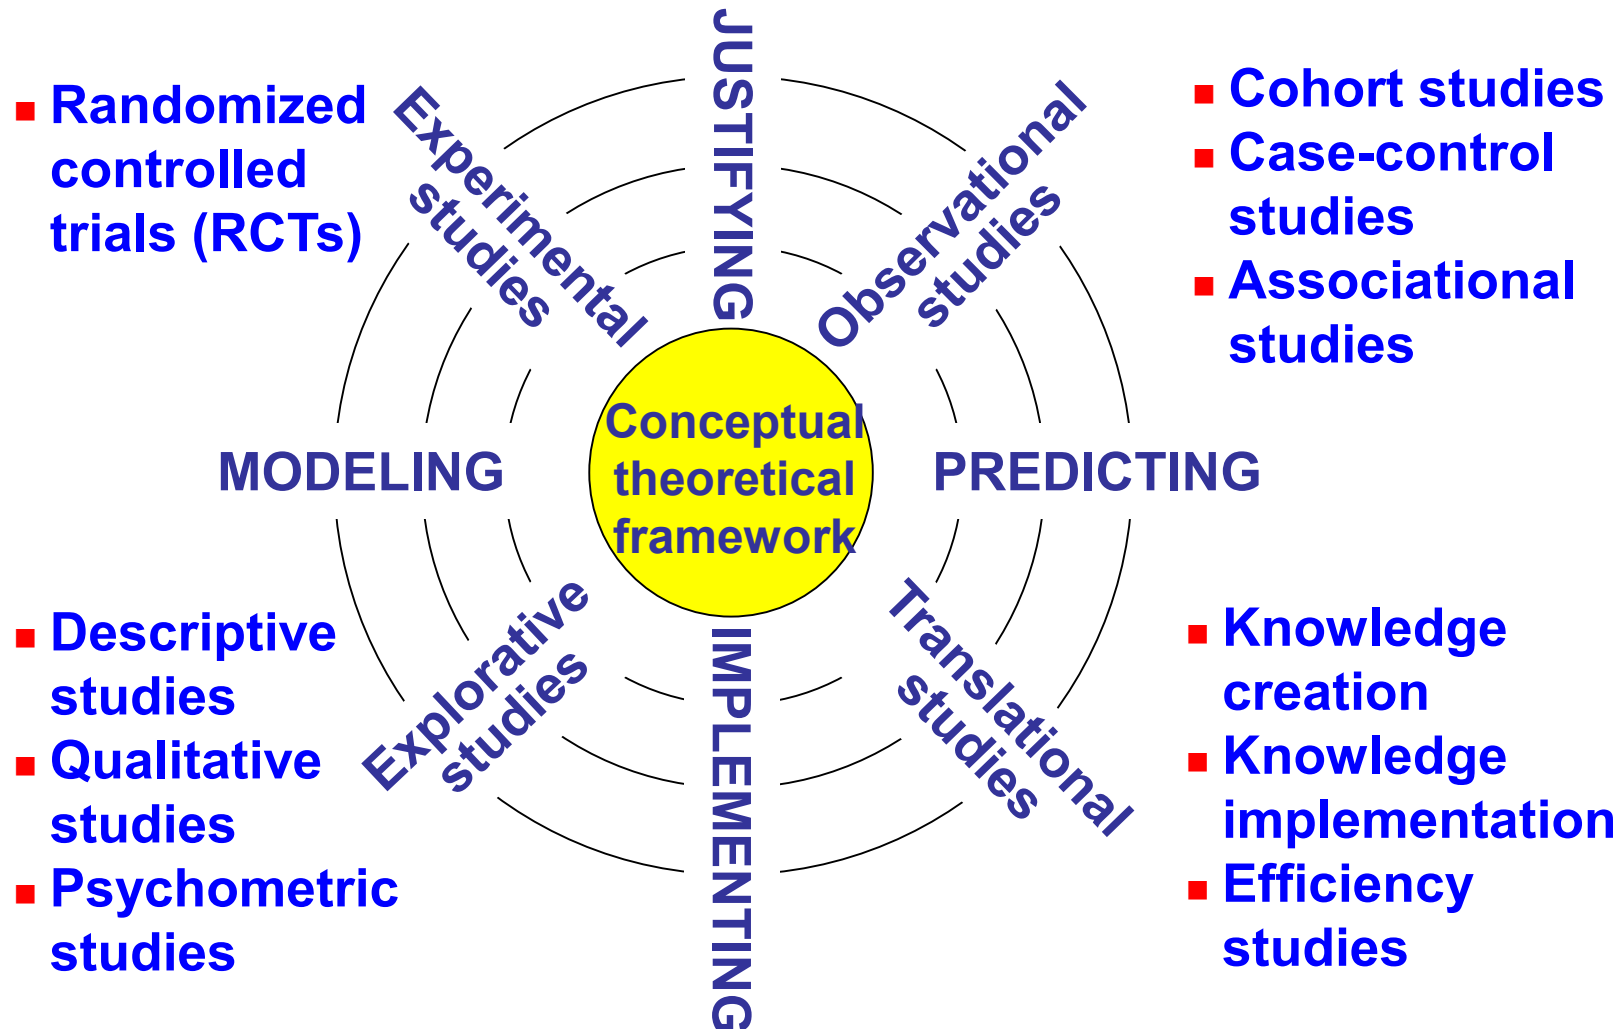 JUSTIFYING
Randomized
controlled
trials (RCTs)
Experimental
studies
Observational
studies
Cohort studies
Case-control
studies
Associational
studies
MODELING
Conceptual
theoretical
framework
PREDICTING
Descriptive
studies
Qualitative
studies
Psychometric
studies
Explorative
studies
IMPLEMENTING
Translational
studies
Knowledge
creation
Knowledge
implementation
Efficiency
studies